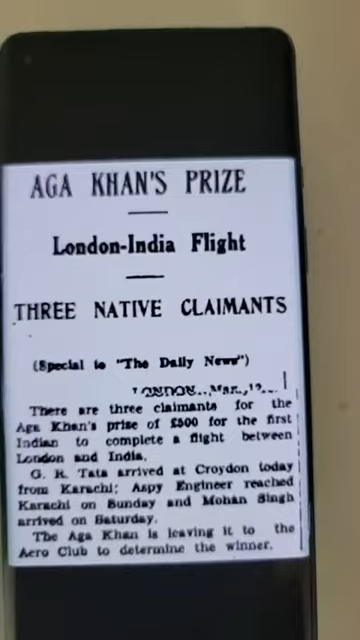 AGA KHAN'S PRIZE
London-India Flight
THREE NATIVE CLAIMANTS
(Special to "The Daily News")
LONDON, Mar.
There are three claimants for the
Aga Khan's prize of £500 for the first
Indian to complete a flight between
London and India.
G. R. Tata arrived at Croydon today
from Karachi; Aspy Engineer reached
Karachi on Sunday and Mohan Singh
arrived on Saturday.
The Aga Khan is leaving it to the
Aero Club to determine the winner.